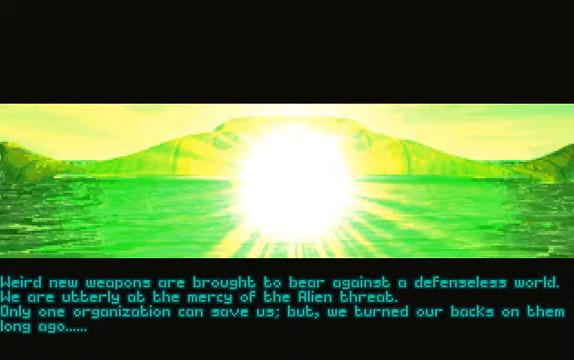 Weird new weapons are brought to bear against a defenseless world.
We are utterly at the mercy of the Alien threat.
Only one organization can save us; but, we turned our backs on them
long ago......